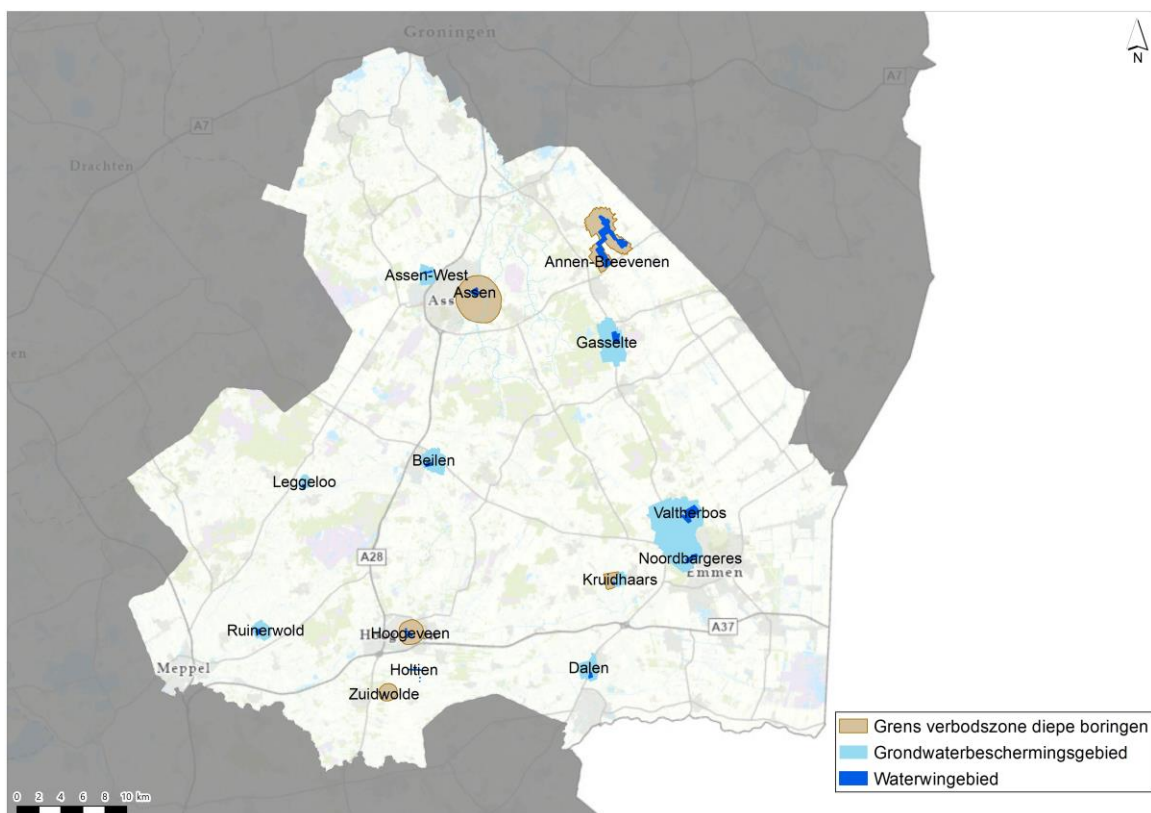 Groningen
N
A7
A7
Drachten
Annen-Breevenen
Assen-West
Assen
Ass
Gasselte
Beilen
Leggeloo
Valtherbos
Noordbargeres
Emmen
A28
Kruidhaars
Ruinerwold
Hoogeveen
A37
Meppel
Holtien
Dalen
Zuidwolde
Grens verbodszone diepe boringen
Grondwaterbeschermingsgebied
Waterwingebied
0 2 4 6 8 10 km